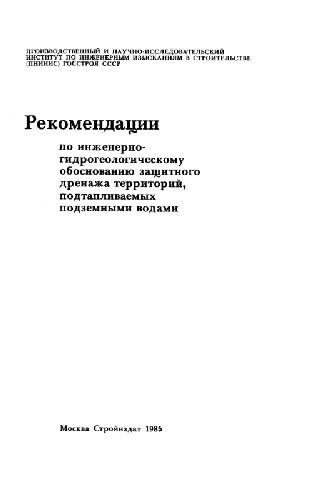 ПРОИЗВОДСТВЕННЫЙ И НАУЧНО-ИССЛЕДОВАТЕЛЬСКИЙ
ИНСТИТУТ ПО ИНЖЕНЕРНЫМ ИЗЫСКАНИЯМ В СТРОИТЕЛЬСТВЕ
(ПНИИИС) ГОССТРОЯ СССР
Рекомендации
по инженерно-
гидрогеологическому
обоснованию защитного
дренажа территорий,
подтапливаемых
подземными водами
Москва Стройиздат 1985